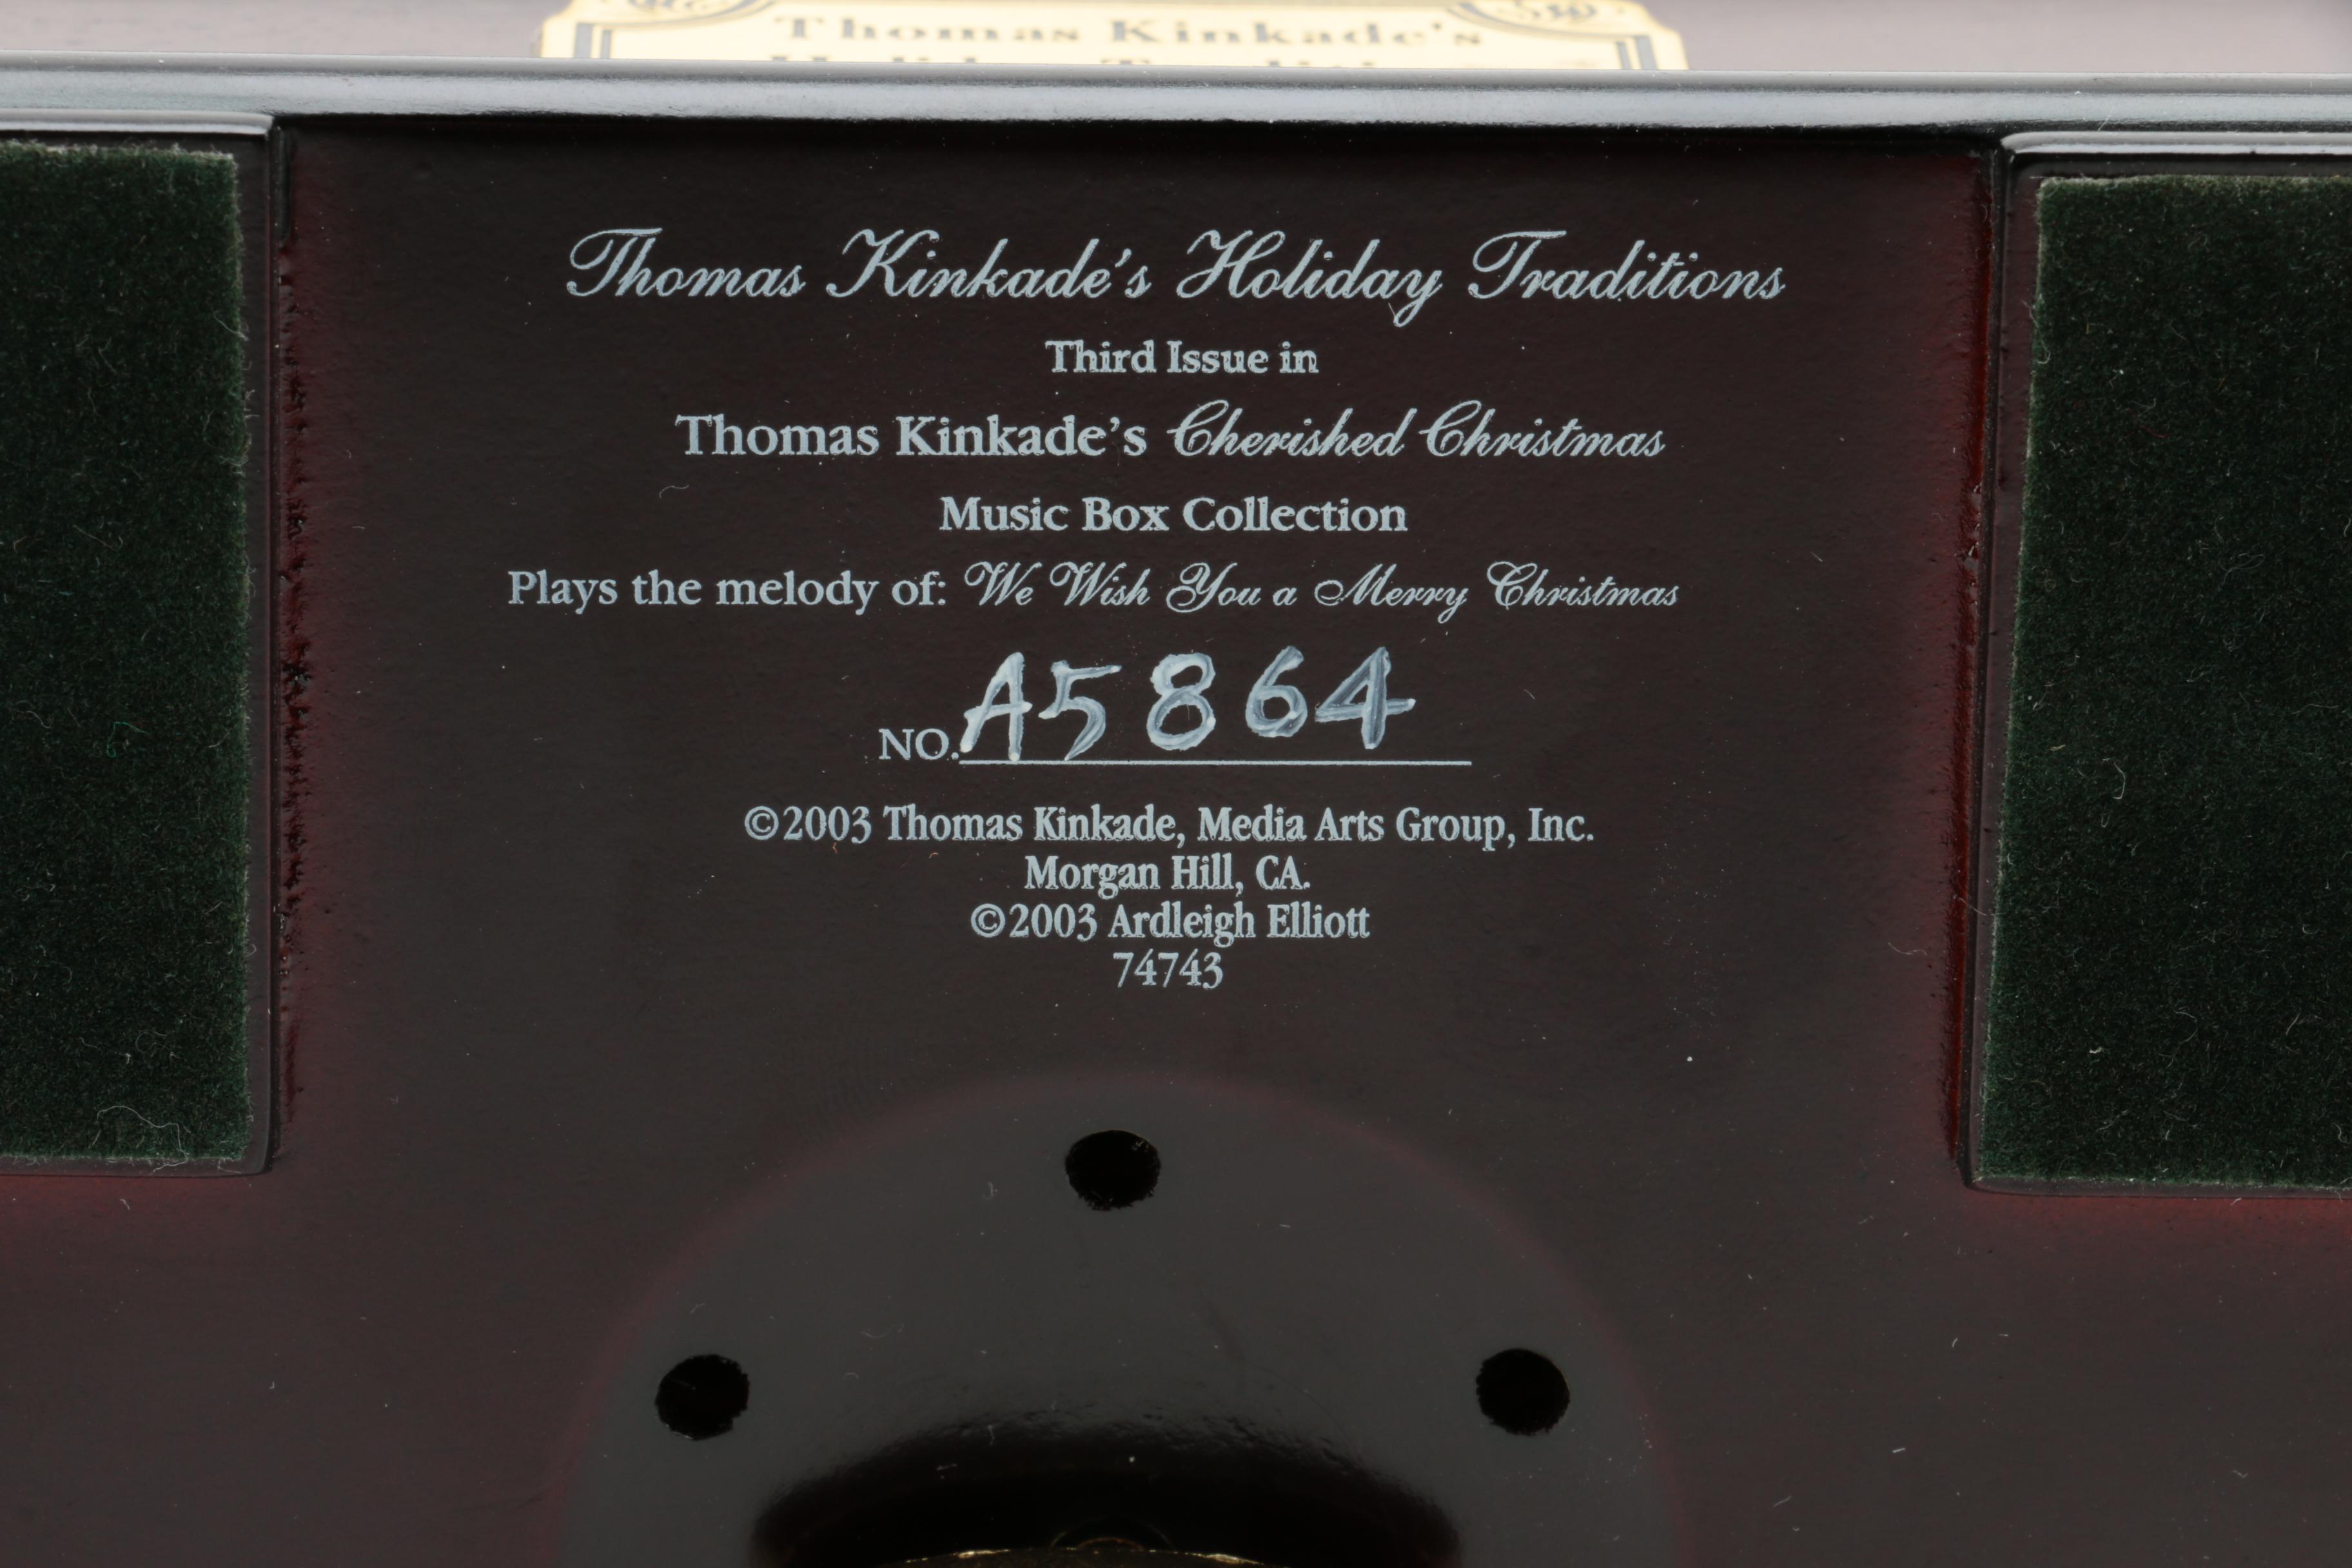 Thomas Kinkade's
Thomas Kinkade's Holiday Traditions
Third Issue in
Thomas Kinkade's Cherished Christmas
Music Box Collection
Plays the melody of: We Wish You a Merry Christmas
NO. A5864
©2003 Thomas Kinkade, Media Arts Group, Inc.
Morgan Hill, CA.
©2003 Ardleigh Elliott
74743